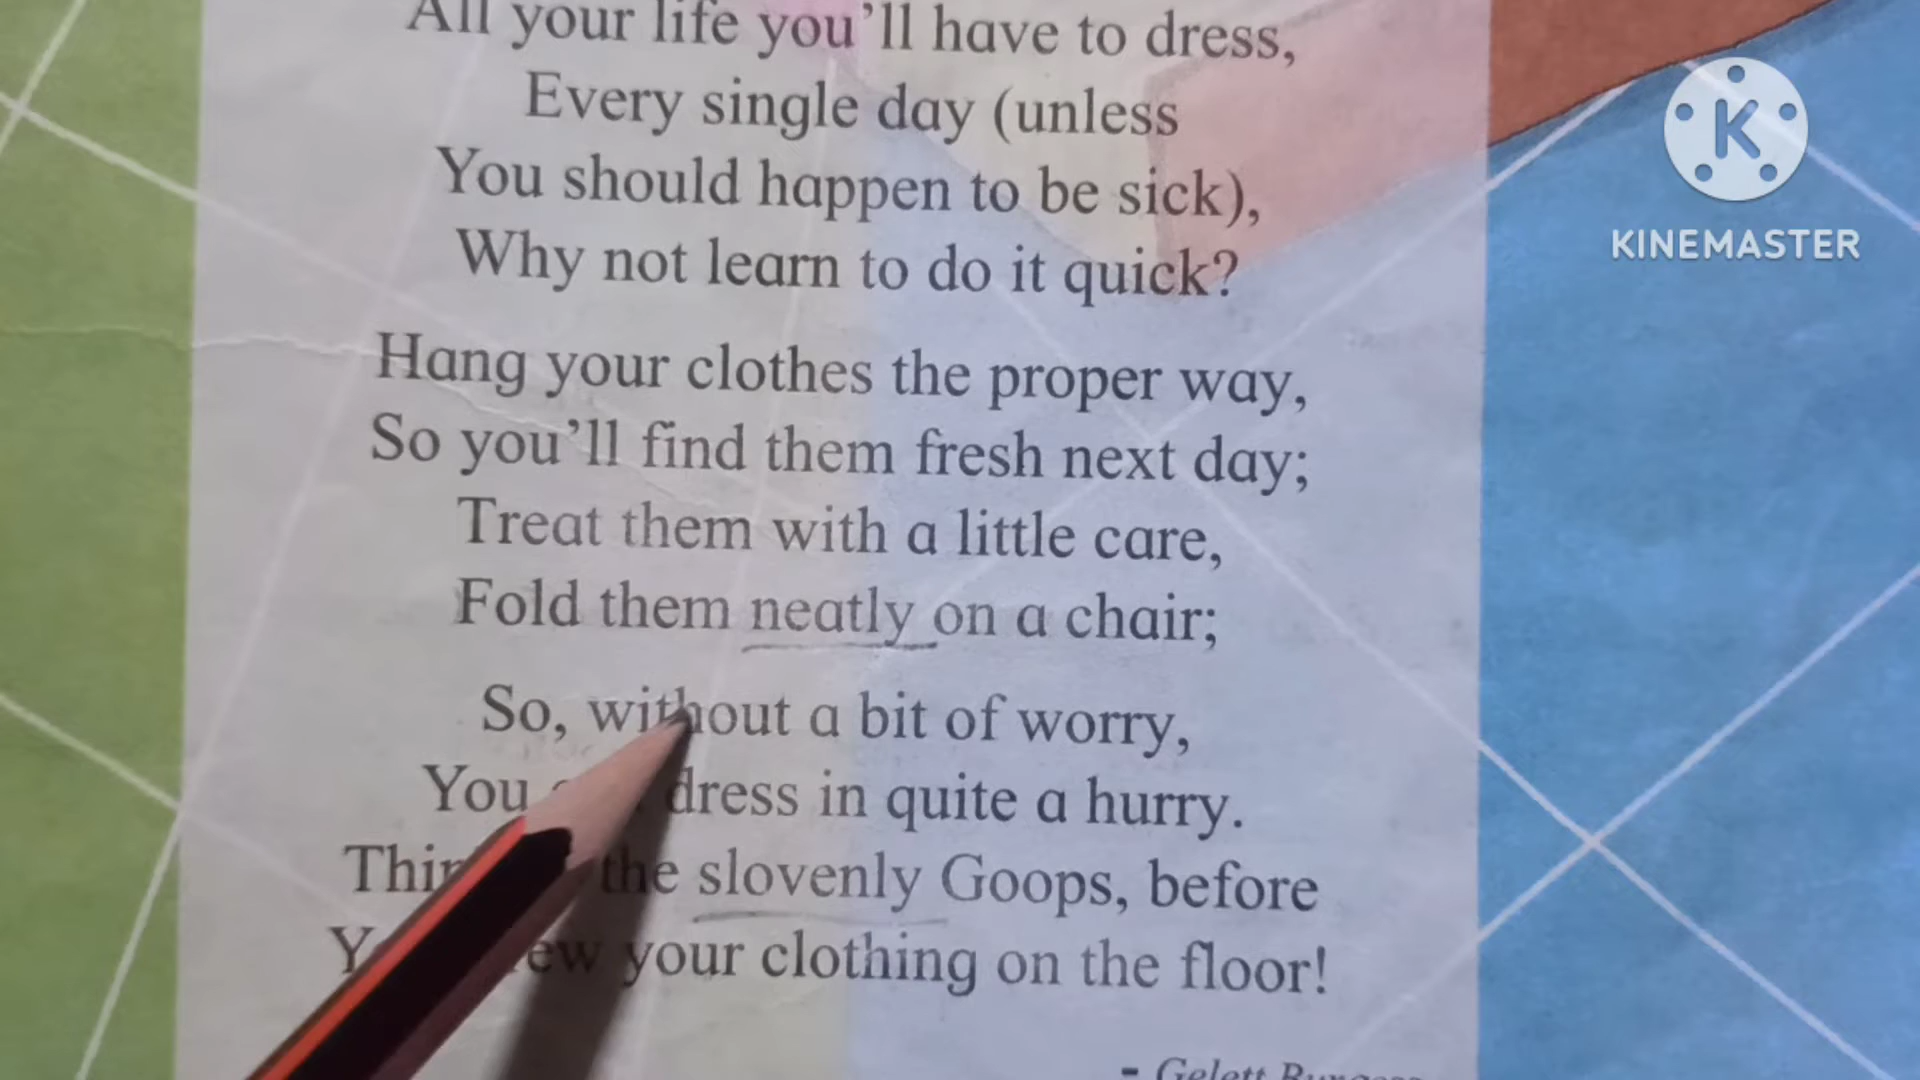 All your life you’ll have to dress,
Every single day (unless
You should happen to be sick),
Why not learn to do it quick?
Hang your clothes the proper way,
So you’ll find them fresh next day;
Treat them with a little care,
Fold them neatly on a chair;
So, without a bit of worry,
You dress in quite a hurry.
the slovenly Goops, before
your clothing on the floor!
- Gelett Burgess
KINEMASTER